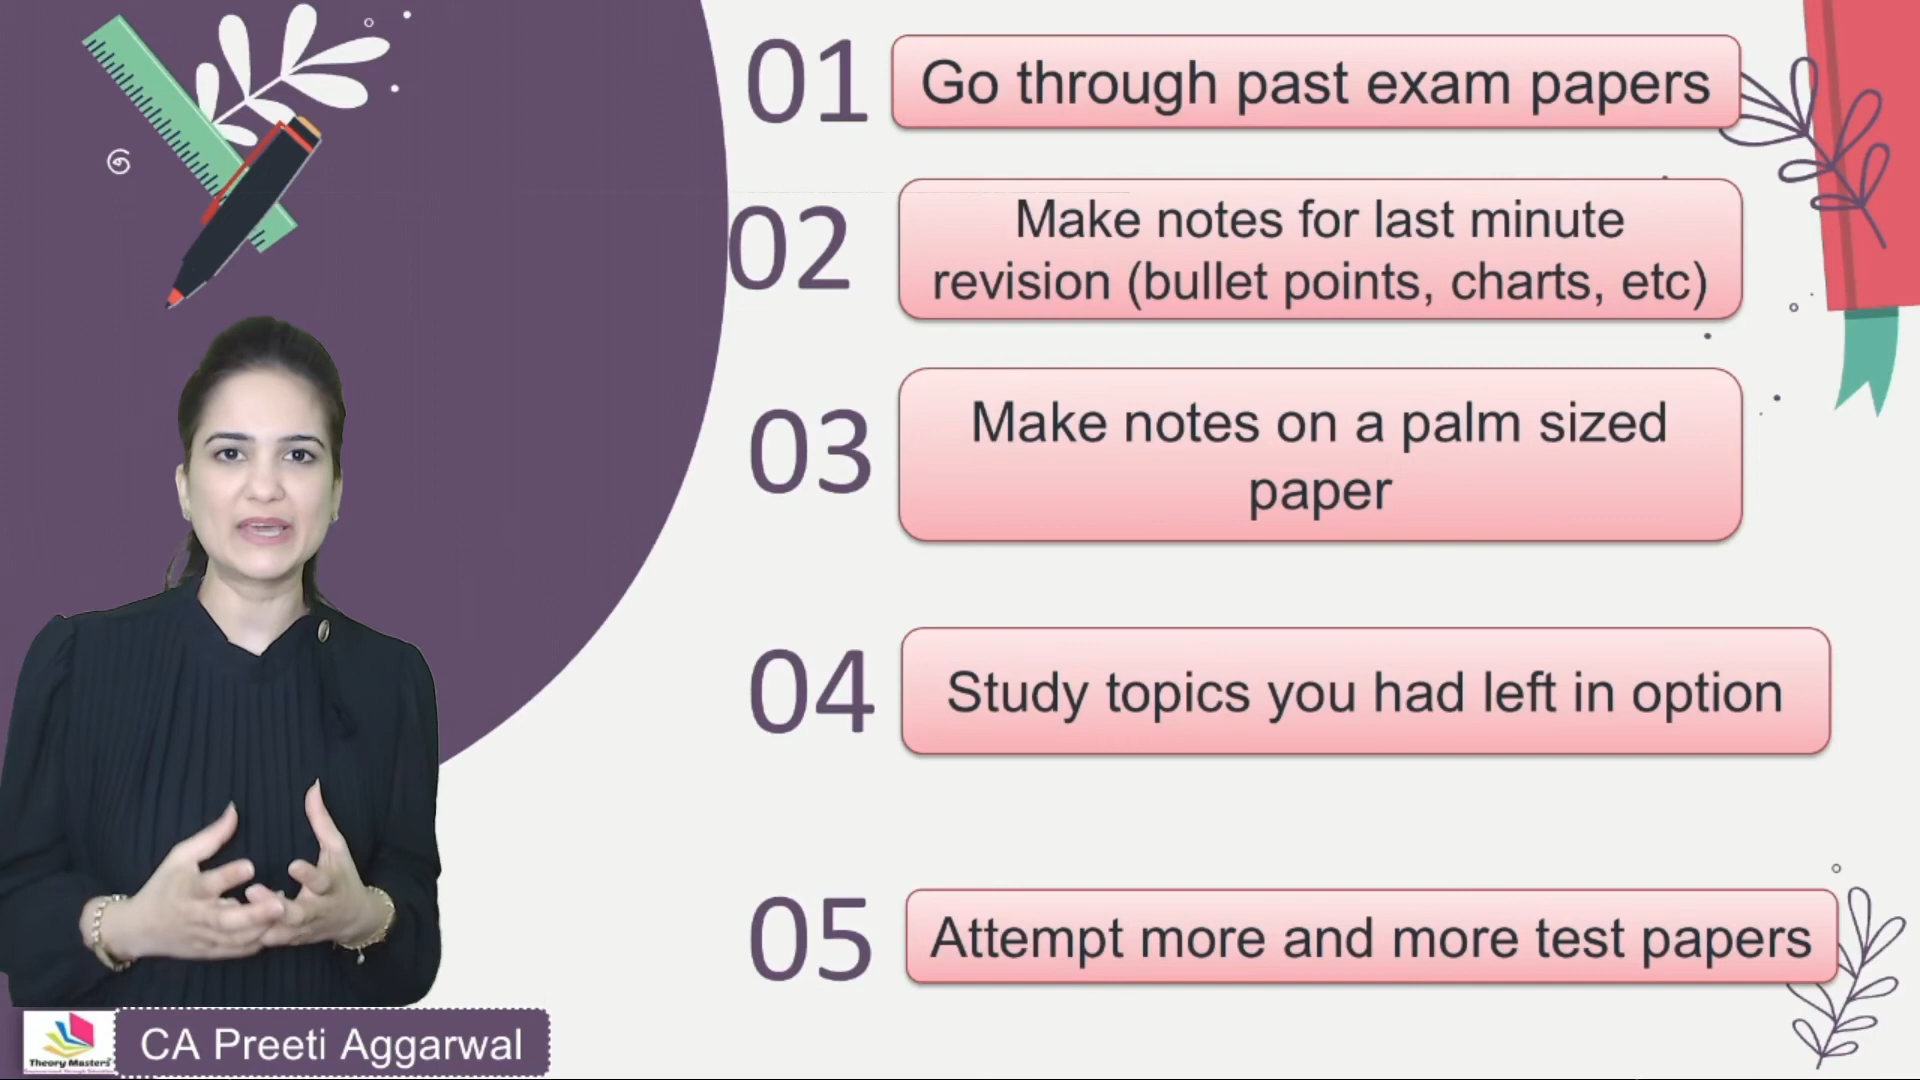 01
Go through past exam papers
02
Make notes for last minute
revision (bullet points, charts, etc)
03
Make notes on a palm sized
paper
04
Study topics you had left in option
05
Attempt more and more test papers
Theory Masters
CA Preeti Aggarwal